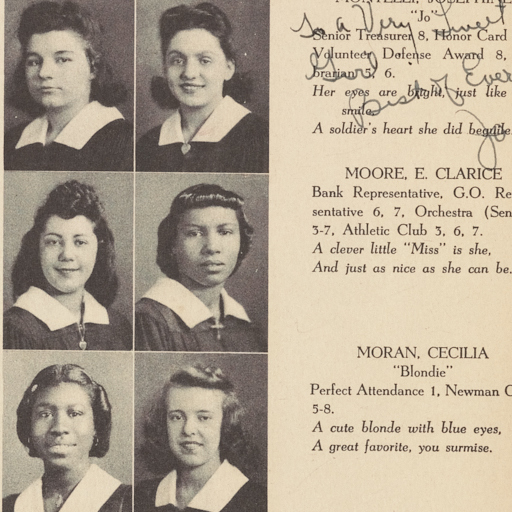 MONTELLI, JOSEPHINE
"Jo"
To a Very Sweet
Senior Treasurer 8, Honor Card
Volunteer Defense Award 8,
Girl
brarian 5, 6.
Her eyes are bright, just like
Best of Ever
smile.
A soldier's heart she did beguile.
Jo
MOORE, E. CLARICE
Bank Representative, G.O. Re
sentative 6, 7, Orchestra (Sen
3-7, Athletic Club 3, 6, 7.
A clever little "Miss" is she,
And just as nice as she can be.
MORAN, CECILIA
"Blondie"
Perfect Attendance 1, Newman C
5-8.
A cute blonde with blue eyes,
A great favorite, you surmise.